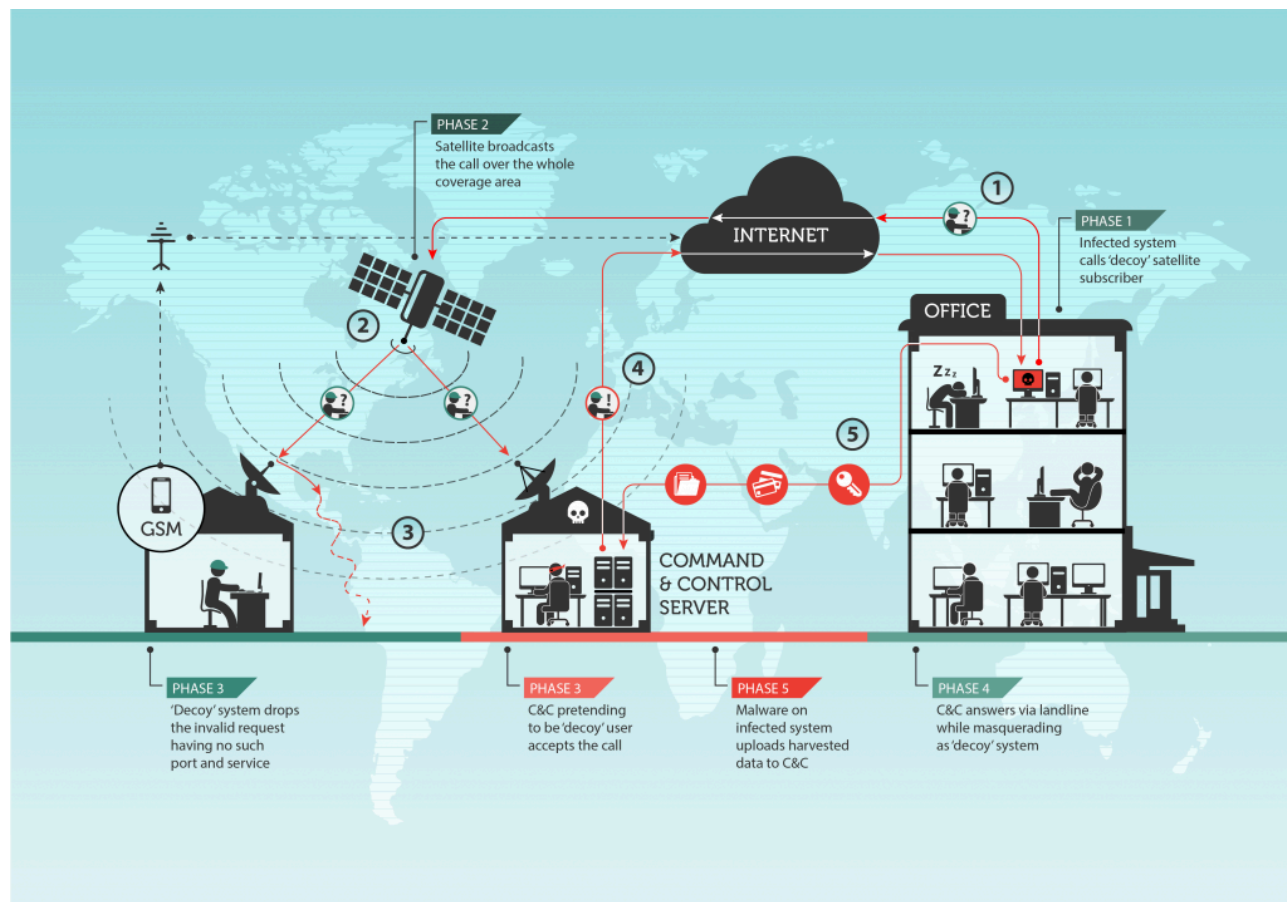 PHASE 2
Satellite broadcasts
the call over the whole
coverage area
1
INTERNET
PHASE 1
Infected system
calls ‘decoy’ satellite
subscriber
OFFICE
2
?
?
?
4
!
Zzz
5
GSM
3
COMMAND
& CONTROL
SERVER
PHASE 3
‘Decoy’ system drops
the invalid request
having no such
port and service
PHASE 3
C&C pretending
to be ‘decoy’ user
accepts the call
PHASE 5
Malware on
infected system
uploads harvested
data to C&C
PHASE 4
C&C answers via landline
while masquerading
as ‘decoy’ system